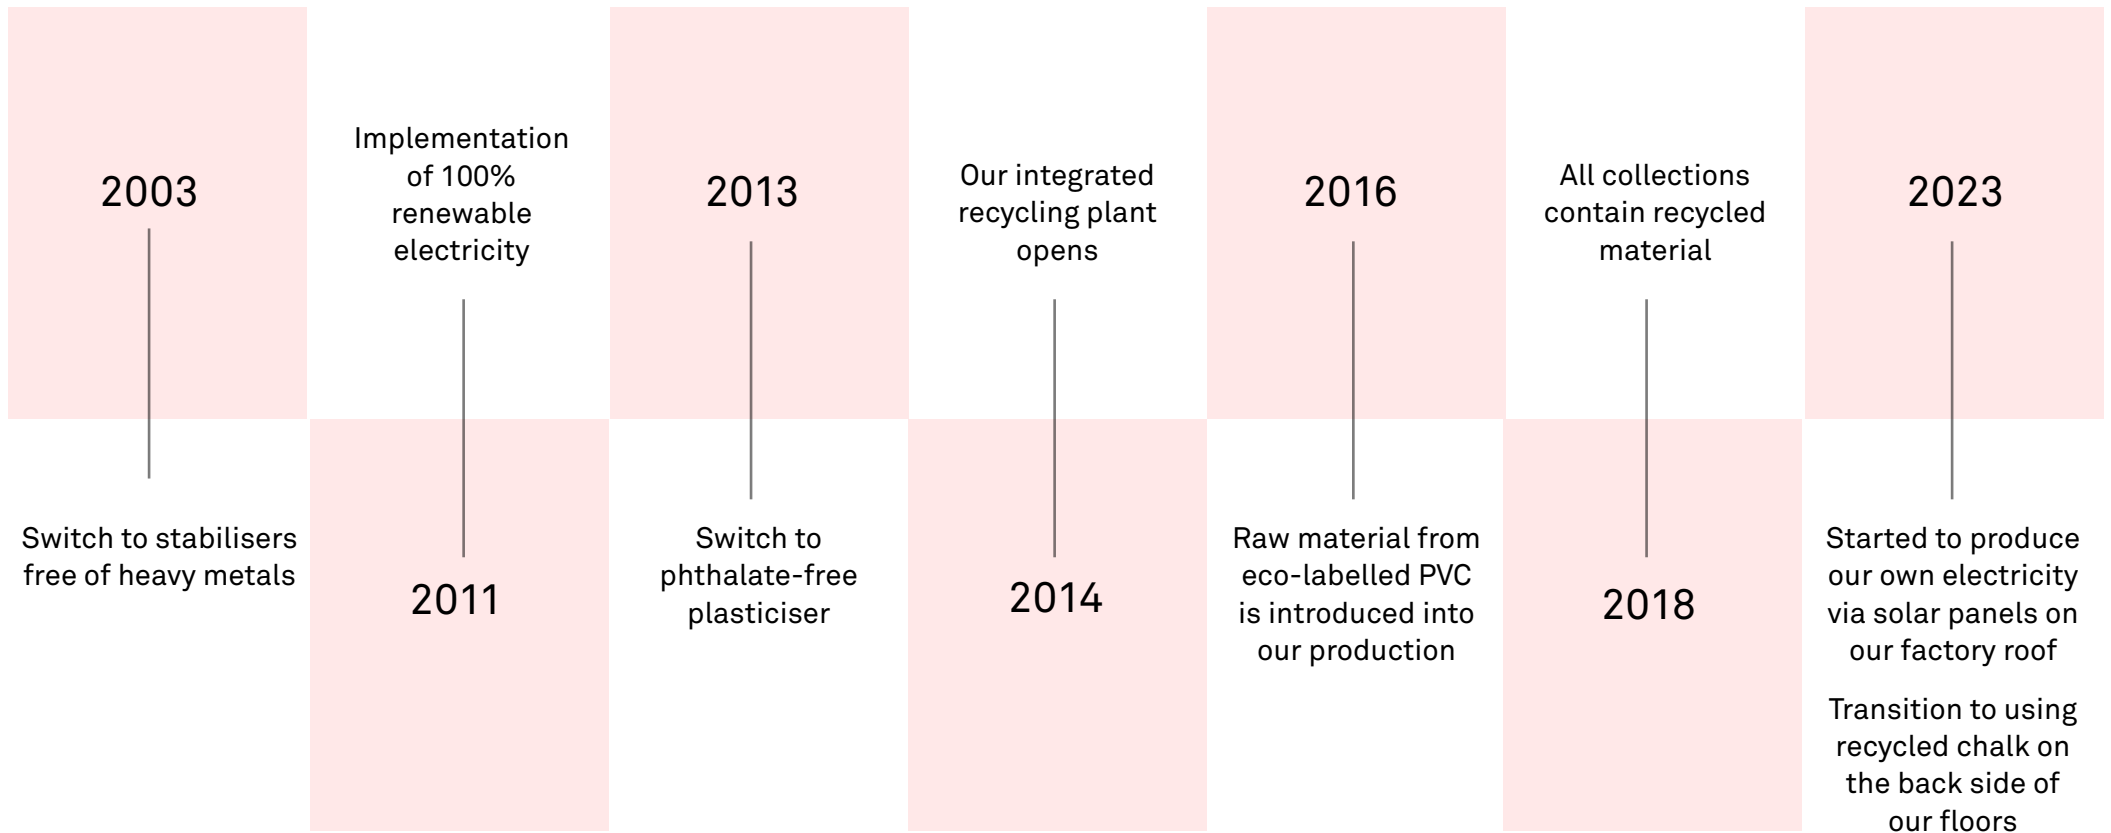 2003
Switch to stabilisers
free of heavy metals
Implementation
of 100%
renewable
electricity
2011
2013
Switch to
phthalate-free
plasticiser
Our integrated
recycling plant
opens
2014
2016
Raw material from
eco-labelled PVC
is introduced into
our production
All collections
contain recycled
material
2018
2023
Started to produce
our own electricity
via solar panels on
our factory roof
Transition to using
recycled chalk on
the back side of
our floors